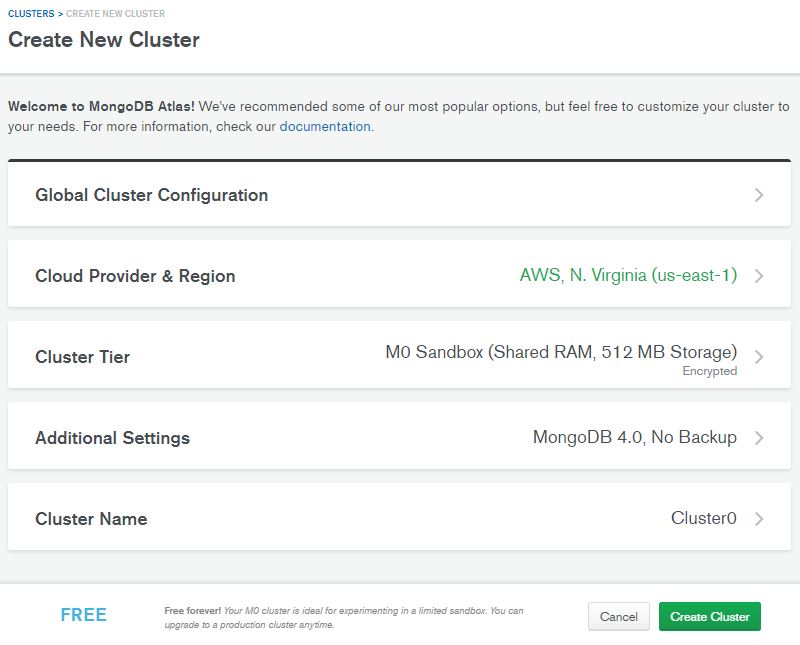 CLUSTERS > CREATE NEW CLUSTER
Create New Cluster
Welcome to MongoDB Atlas! We've recommended some of our most popular options, but feel free to customize your cluster to
your needs. For more information, check our documentation.
Global Cluster Configuration
Cloud Provider & Region AWS, N. Virginia (us-east-1)
Cluster Tier M0 Sandbox (Shared RAM, 512 MB Storage)
Encrypted
Additional Settings MongoDB 4.0, No Backup
Cluster Name Cluster0
FREE Free forever! Your M0 cluster is ideal for experimenting in a limited sandbox. You can
upgrade to a production cluster anytime.
Cancel Create Cluster